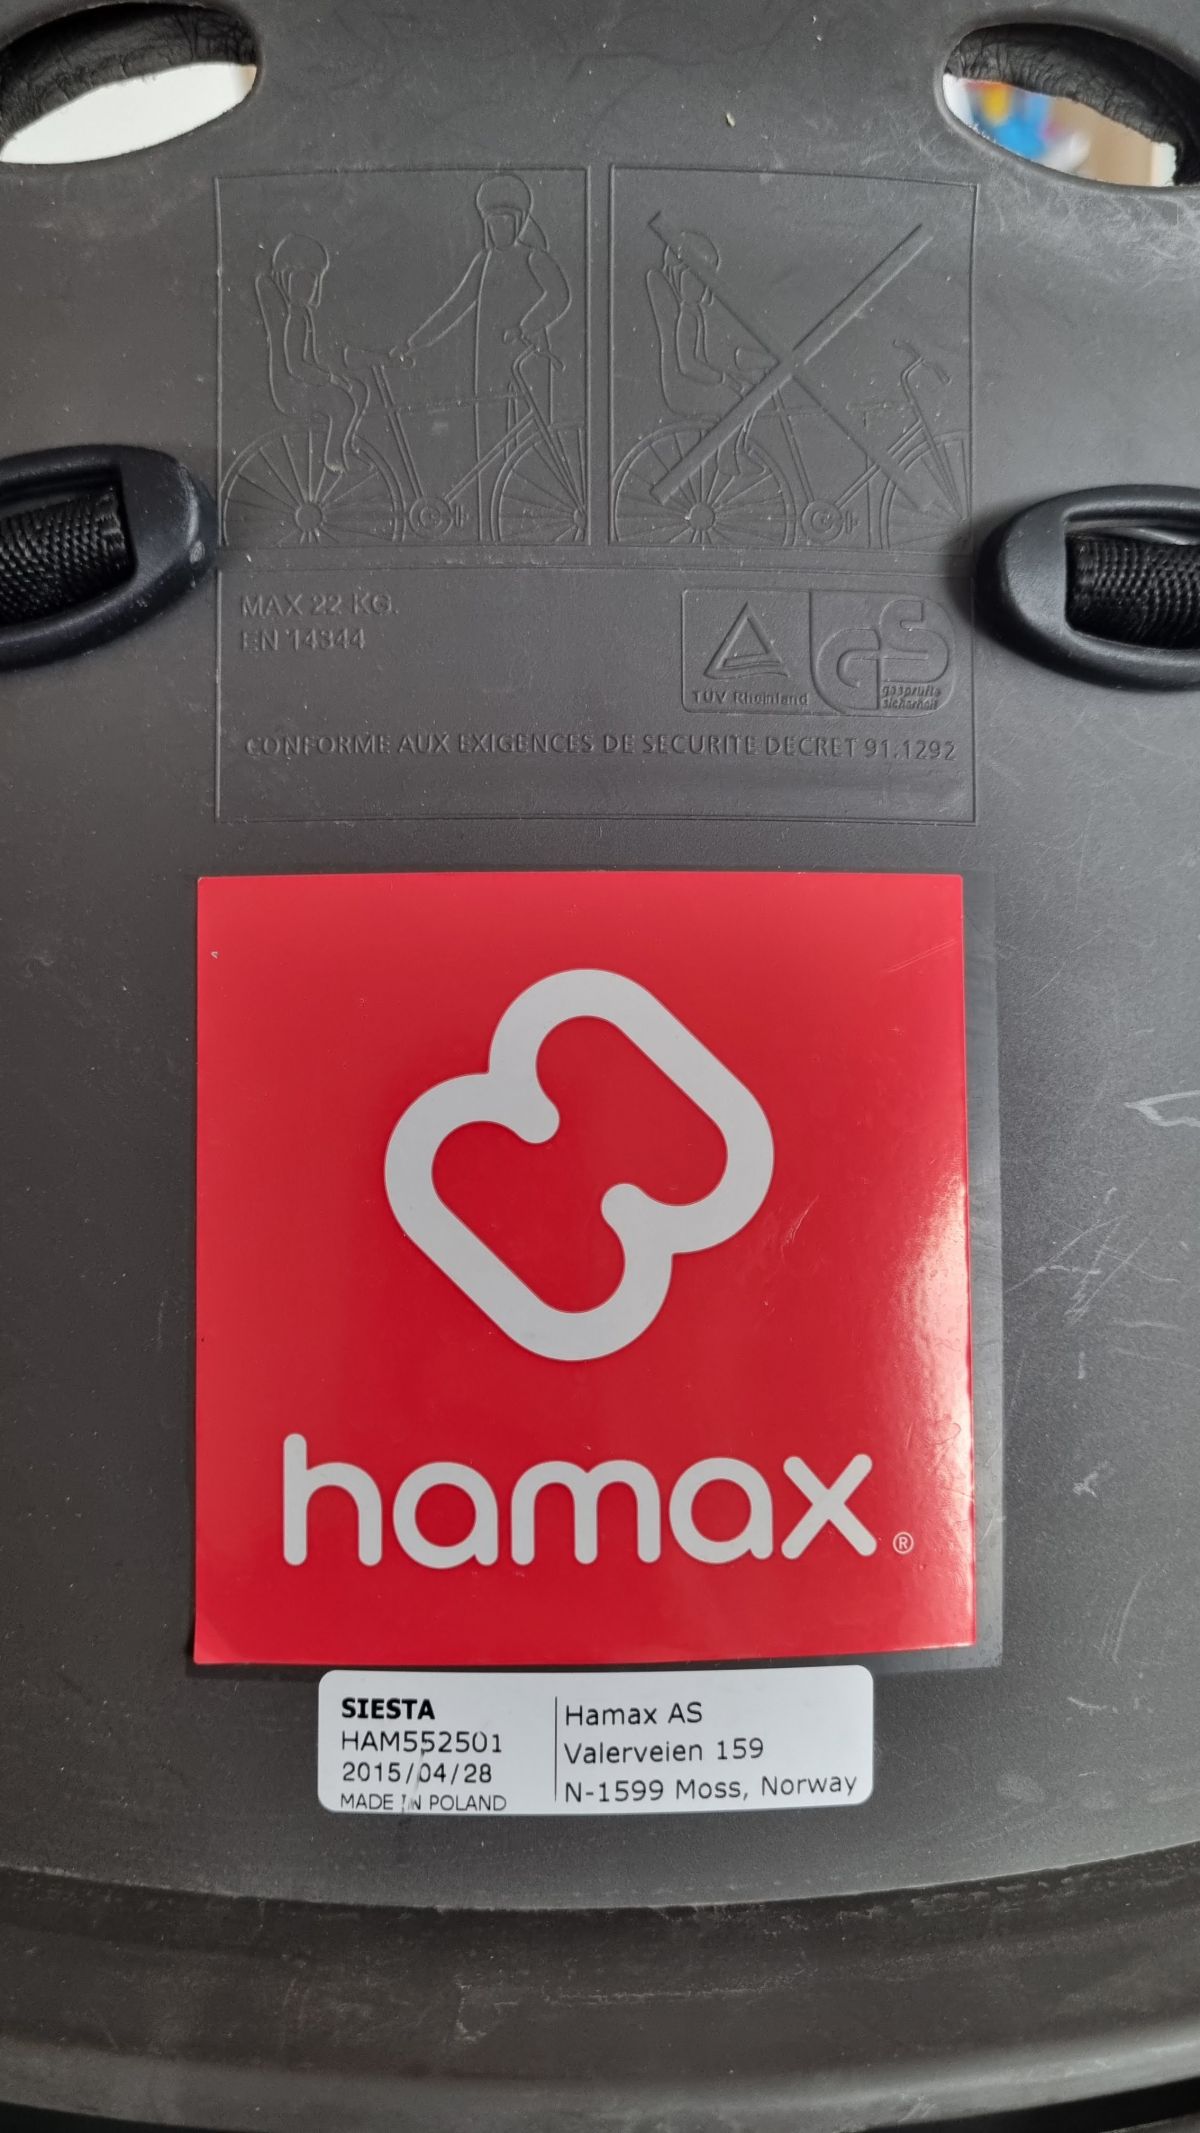 MAX 22 KG.
EN 14344
TÜV Rheinland
GS
geprüfte
sicherheit
CONFORME AUX EXIGENCES DE SECURITE DECRET 91.1292
hamax®
SIESTA
HAM552501
2015/04/28
MADE IN POLAND
Hamax AS
Valerveien 159
N-1599 Moss, Norway